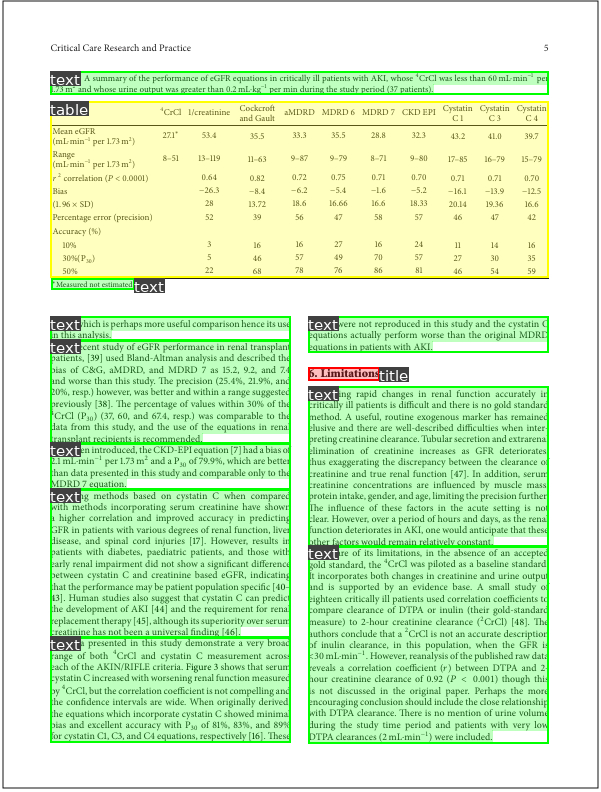 Critical Care Research and Practice 5
text A summary of the performance of eGFR equations in critically ill patients with AKI, whose ⁴CrCl was less than 60 mL·min⁻¹ per
1.73 m² and whose urine output was greater than 0.2 mL·kg⁻¹ per min during the study period (37 patients).
table
⁴CrCl 1/creatinine Cockcroft and Gault aMDRD MDRD 6 MDRD 7 CKD EPI Cystatin C 1 Cystatin C 3 Cystatin C 4
Mean eGFR (mL·min⁻¹ per 1.73 m²) 27.1* 53.4 35.5 33.3 35.5 28.8 32.3 43.2 41.0 39.7
Range (mL·min⁻¹ per 1.73 m²) 8–51 13–119 11–63 9–87 9–79 8–71 9–80 17–85 16–79 15–79
r² correlation (P < 0.0001) 0.64 0.82 0.72 0.75 0.71 0.70 0.71 0.71 0.70
Bias −26.3 −8.4 −6.2 −5.4 −1.6 −5.2 −16.1 −13.9 −12.5
(1.96 × SD) 28 13.72 18.6 16.66 16.6 18.33 20.14 19.36 16.6
Percentage error (precision) 52 39 56 47 58 57 46 47 42
Accuracy (%)
10% 3 16 16 27 16 24 11 14 16
30%(P₃₀) 5 46 57 49 70 57 27 30 35
50% 22 68 78 76 86 81 46 54 59
*Measured not estimated. text
text which is perhaps more useful comparison hence its use
in this analysis.
text cent study of eGFR performance in renal transplant
patients, [39] used Bland-Altman analysis and described the
bias of C&G, aMDRD, and MDRD 7 as 15.2, 9.2, and 7.4
and worse than this study. The precision (25.4%, 21.9%, and
20%, resp.) however, was better and within a range suggested
previously [38]. The percentage of values within 30% of the
⁴CrCl (P₃₀) (37, 60, and 67.4, resp.) was comparable to the
data from this study, and the use of the equations in renal
transplant recipients is recommended.
text en introduced, the CKD-EPI equation [7] had a bias of
2.1 mL·min⁻¹ per 1.73 m² and a P₃₀ of 79.9%, which are better
than data presented in this study and comparable only to the
MDRD 7 equation.
text g methods based on cystatin C when compared
with methods incorporating serum creatinine have shown
a higher correlation and improved accuracy in predicting
GFR in patients with various degrees of renal function, liver
disease, and spinal cord injuries [17]. However, results in
patients with diabetes, paediatric patients, and those with
early renal impairment did not show a significant difference
between cystatin C and creatinine based eGFR, indicating
that the performance may be patient population specific [40–
43]. Human studies also suggest that cystatin C can predict
the development of AKI [44] and the requirement for renal
replacement therapy [45], although its superiority over serum
creatinine has not been a universal finding [46].
text presented in this study demonstrate a very broad
range of both ⁴CrCl and cystatin C measurement across
each of the AKIN/RIFLE criteria. Figure 3 shows that serum
cystatin C increased with worsening renal function measured
by ⁴CrCl, but the correlation coefficient is not compelling and
the confidence intervals are wide. When originally derived
the equations which incorporate cystatin C showed minimal
bias and excellent accuracy with P₃₀ of 81%, 83%, and 89%
for cystatin C1, C3, and C4 equations, respectively [16]. These
text were not reproduced in this study and the cystatin C
equations actually perform worse than the original MDRD
equations in patients with AKI.
6. Limitations title
text ng rapid changes in renal function accurately in
critically ill patients is difficult and there is no gold standard
method. A useful, routine exogenous marker has remained
elusive and there are well-described difficulties when inter-
preting creatinine clearance. Tubular secretion and extrarenal
elimination of creatinine increases as GFR deteriorates
thus exaggerating the discrepancy between the clearance of
creatinine and true renal function [47]. In addition, serum
creatinine concentrations are influenced by muscle mass,
protein intake, gender, and age, limiting the precision further.
The influence of these factors in the acute setting is not
clear. However, over a period of hours and days, as the renal
function deteriorates in AKI, one would anticipate that these
other factors would remain relatively constant.
text re of its limitations, in the absence of an accepted
gold standard, the ⁴CrCl was piloted as a baseline standard.
It incorporates both changes in creatinine and urine output
and is supported by an evidence base. A small study of
eighteen critically ill patients used correlation coefficients to
compare clearance of DTPA or inulin (their gold-standard
measure) to 2-hour creatinine clearance (²CrCl) [48]. The
authors conclude that a ²CrCl is not an accurate description
of inulin clearance, in this population, when the GFR is
<30 mL·min⁻¹. However, reanalysis of the published raw data
reveals a correlation coefficient (r) between DTPA and 2-
hour creatinine clearance of 0.92 (P < 0.001) though this
is not discussed in the original paper. Perhaps the more
encouraging conclusion should include the close relationship
with DTPA clearance. There is no mention of urine volume
during the study time period and patients with very low
DTPA clearances (2 mL·min⁻¹) were included.